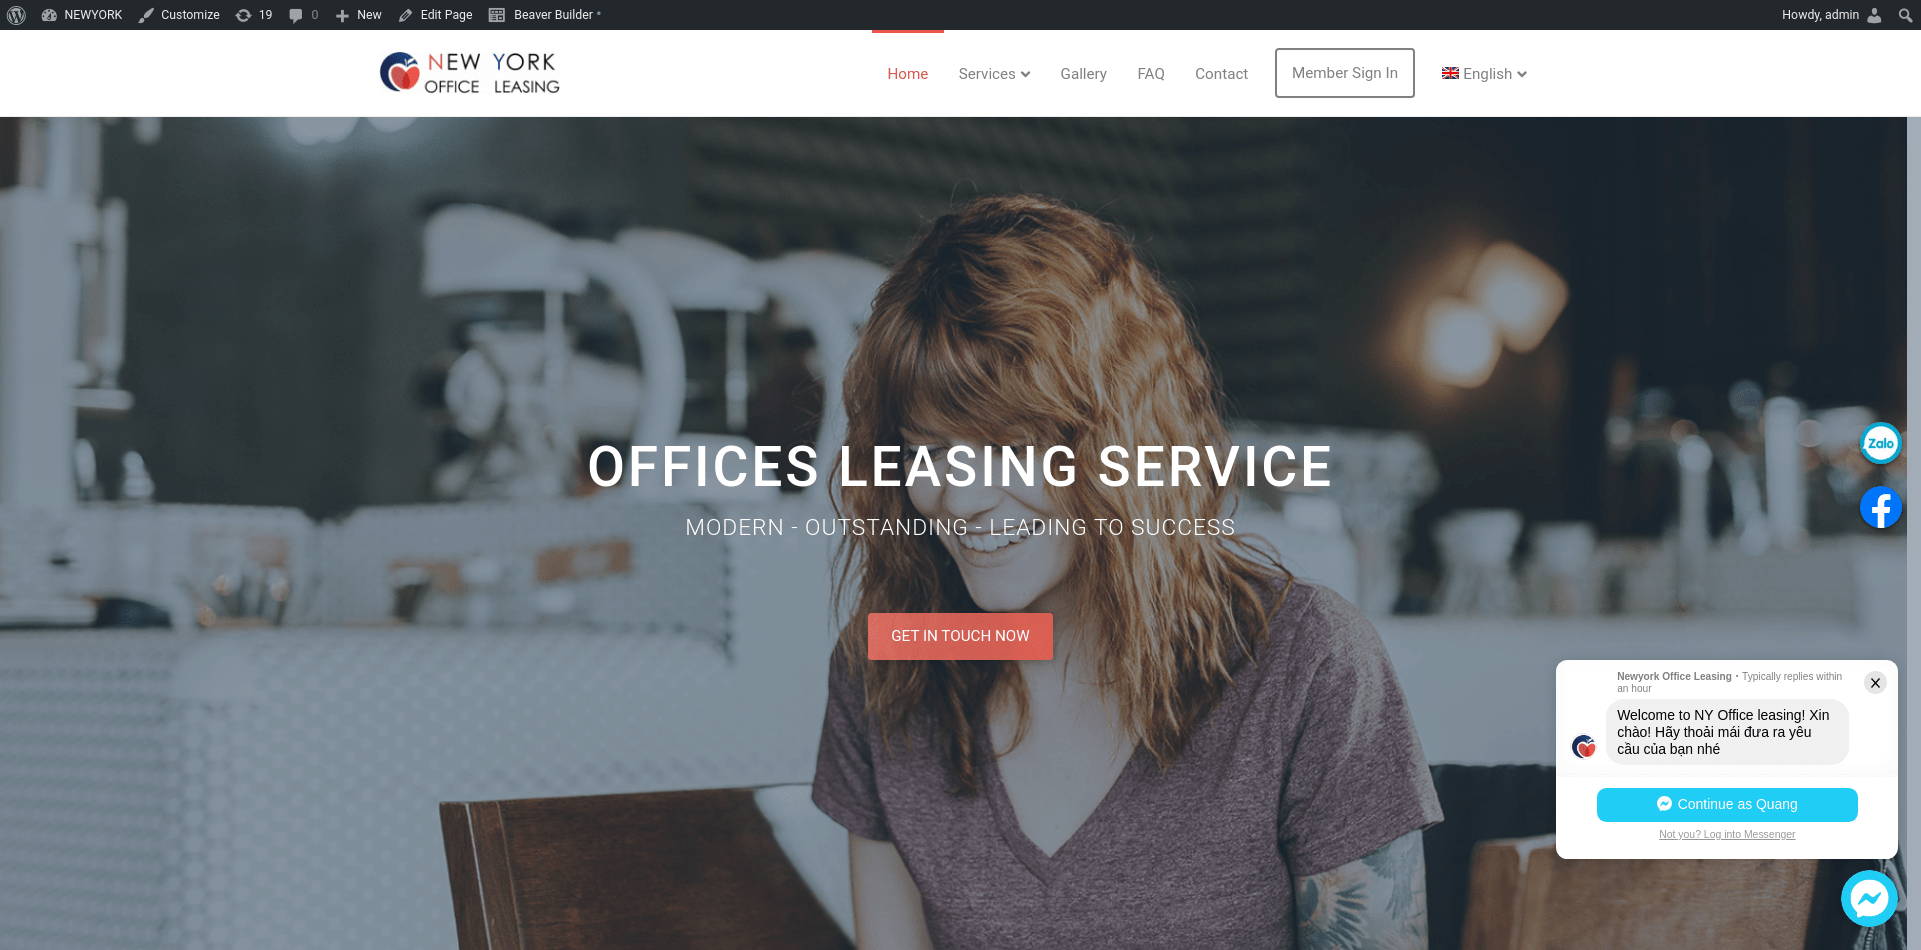 NEWYORK Customize 19 0 New Edit Page Beaver Builder • Howdy, admin
NEW YORK
OFFICE LEASING
Home Services Gallery FAQ Contact Member Sign In English
OFFICES LEASING SERVICE
MODERN - OUTSTANDING - LEADING TO SUCCESS
GET IN TOUCH NOW
Zalo
Newyork Office Leasing • Typically replies within
an hour
Welcome to NY Office leasing! Xin
chào! Hãy thoải mái đưa ra yêu
cầu của bạn nhé
Continue as Quang
Not you? Log into Messenger